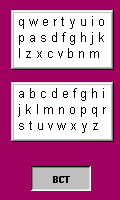 q w e r t y u i o
p a s d f g h j k
l z x c v b n m
a b c d e f g h i
j k l m n o p q r
s t u v w x y z
BCT